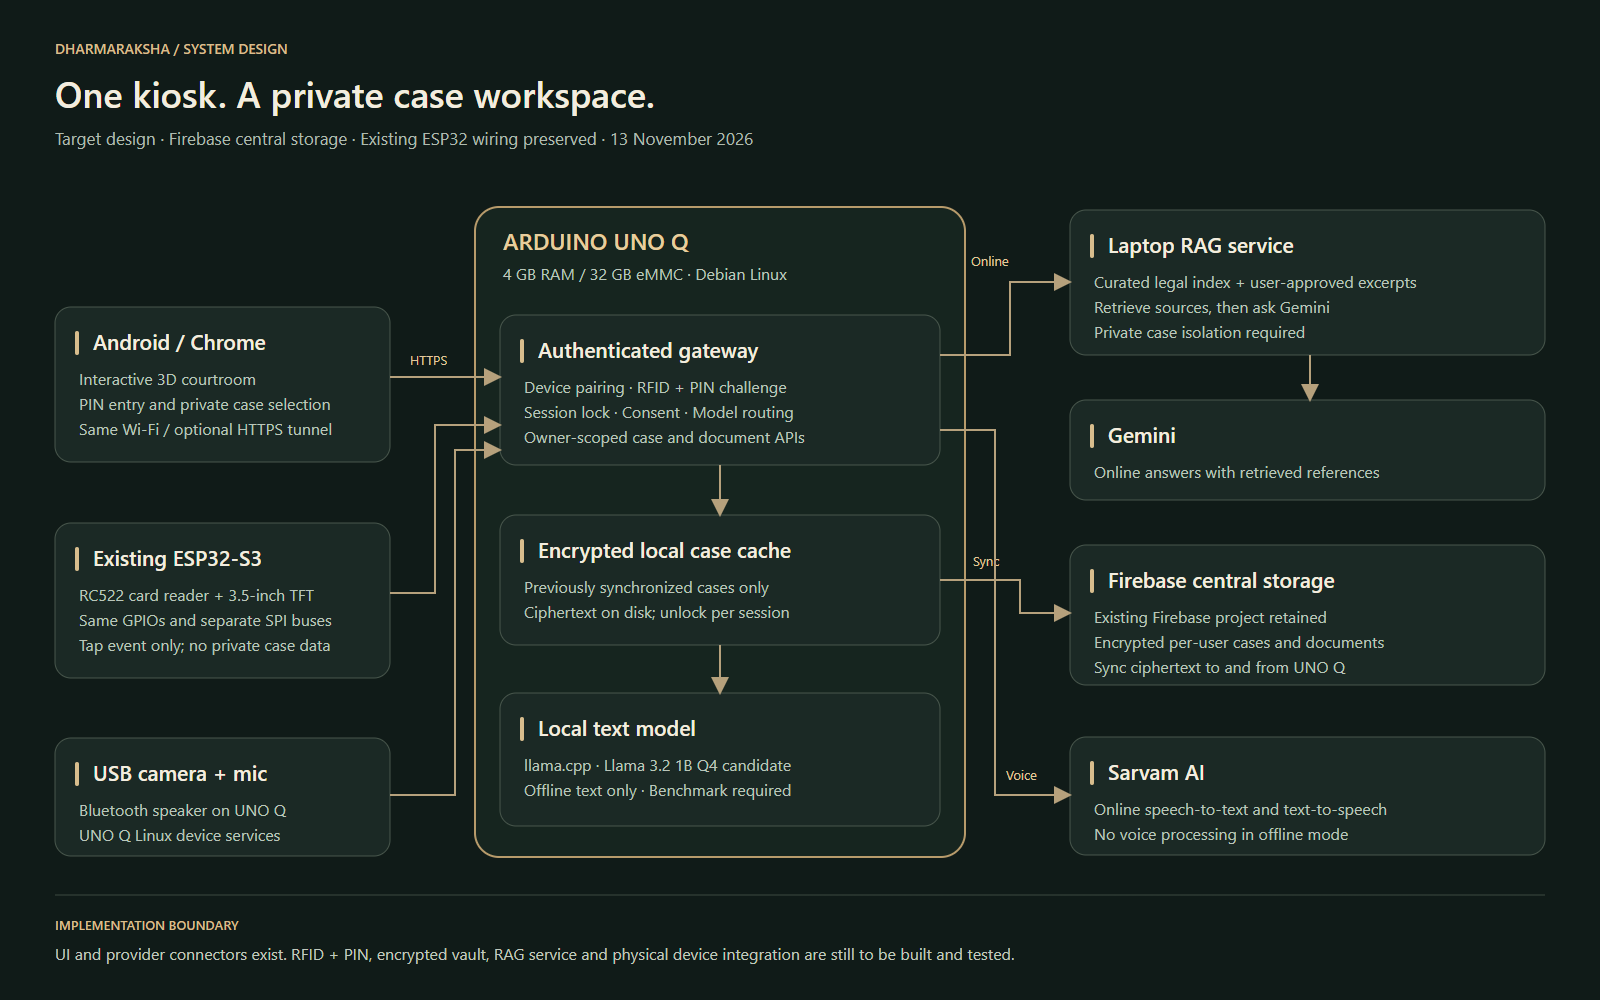 DHARMARAKSHA / SYSTEM DESIGN
One kiosk. A private case workspace.
Target design · Firebase central storage · Existing ESP32 wiring preserved · 13 November 2026
Android / Chrome
Interactive 3D courtroom
PIN entry and private case selection
Same Wi-Fi / optional HTTPS tunnel
Existing ESP32-S3
RC522 card reader + 3.5-inch TFT
Same GPIOs and separate SPI buses
Tap event only; no private case data
USB camera + mic
Bluetooth speaker on UNO Q
UNO Q Linux device services
HTTPS
ARDUINO UNO Q
4 GB RAM / 32 GB eMMC · Debian Linux
Authenticated gateway
Device pairing · RFID + PIN challenge
Session lock · Consent · Model routing
Owner-scoped case and document APIs
Encrypted local case cache
Previously synchronized cases only
Ciphertext on disk; unlock per session
Local text model
llama.cpp · Llama 3.2 1B Q4 candidate
Offline text only · Benchmark required
Online
Sync
Voice
Laptop RAG service
Curated legal index + user-approved excerpts
Retrieve sources, then ask Gemini
Private case isolation required
Gemini
Online answers with retrieved references
Firebase central storage
Existing Firebase project retained
Encrypted per-user cases and documents
Sync ciphertext to and from UNO Q
Sarvam AI
Online speech-to-text and text-to-speech
No voice processing in offline mode
IMPLEMENTATION BOUNDARY
UI and provider connectors exist. RFID + PIN, encrypted vault, RAG service and physical device integration are still to be built and tested.